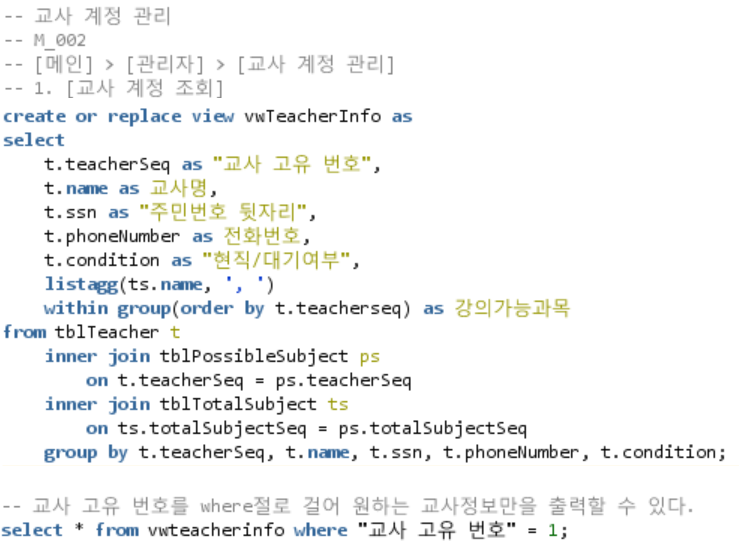 -- 교사 계정 관리
-- M_002
-- [메인] > [관리자] > [교사 계정 관리]
-- 1. [교사 계정 조회]
create or replace view vwTeacherInfo as
select
    t.teacherSeq as "교사 고유 번호",
    t.name as 교사명,
    t.ssn as "주민번호 뒷자리",
    t.phoneNumber as 전화번호,
    t.condition as "현직/대기여부",
    listagg(ts.name, ', ')
    within group(order by t.teacherseq) as 강의가능과목
from tblTeacher t
    inner join tblPossibleSubject ps
        on t.teacherSeq = ps.teacherSeq
    inner join tblTotalSubject ts
        on ts.totalSubjectSeq = ps.totalSubjectSeq
    group by t.teacherSeq, t.name, t.ssn, t.phoneNumber, t.condition;
-- 교사 고유 번호를 where절로 걸어 원하는 교사정보만을 출력할 수 있다.
select * from vwteacherinfo where "교사 고유 번호" = 1;